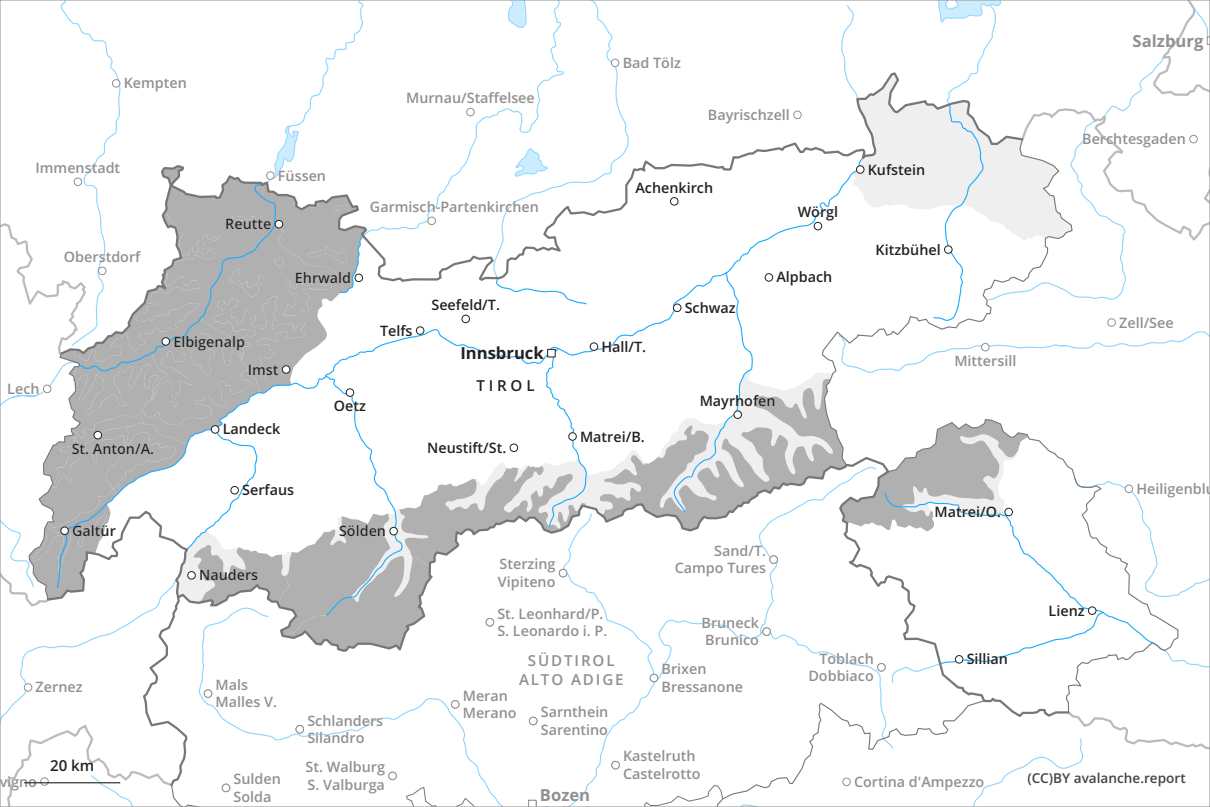 Salzburg
Bad Tölz
Kempten
Murnau/Staffelsee
Bayrischzell
Berchtesgaden
Immenstadt
Füssen
Kufstein
Achenkirch
Garmisch-Partenkirchen
Wörgl
Reutte
Kitzbühel
Oberstdorf
Ehrwald
Alpbach
Seefeld/T.
Schwaz
Telfs
Zell/See
Elbigenalp
Innsbruck
Hall/T.
Mittersill
Imst
TIROL
Lech
Oetz
Mayrhofen
Landeck
Matrei/B.
St. Anton/A.
Neustift/St.
Serfaus
Heiligenblu
Matrei/O.
Galtür
Sölden
Sand/T.
Campo Tures
Sterzing
Vipiteno
Nauders
Lienz
St. Leonhard/P.
S. Leonardo i. P.
Bruneck
Brunico
SÜDTIROL
ALTO ADIGE
Toblach
Dobbiaco
Sillian
Brixen
Bressanone
Zernez
Mals
Malles V.
Meran
Merano
Sarnthein
Sarentino
Schlanders
Silandro
Kastelruth
Castelrotto
20 km
St. Walburg
S. Valburga
vigno
Sulden
Solda
Cortina d'Ampezzo
(CC)BY avalanche.report
Bozen